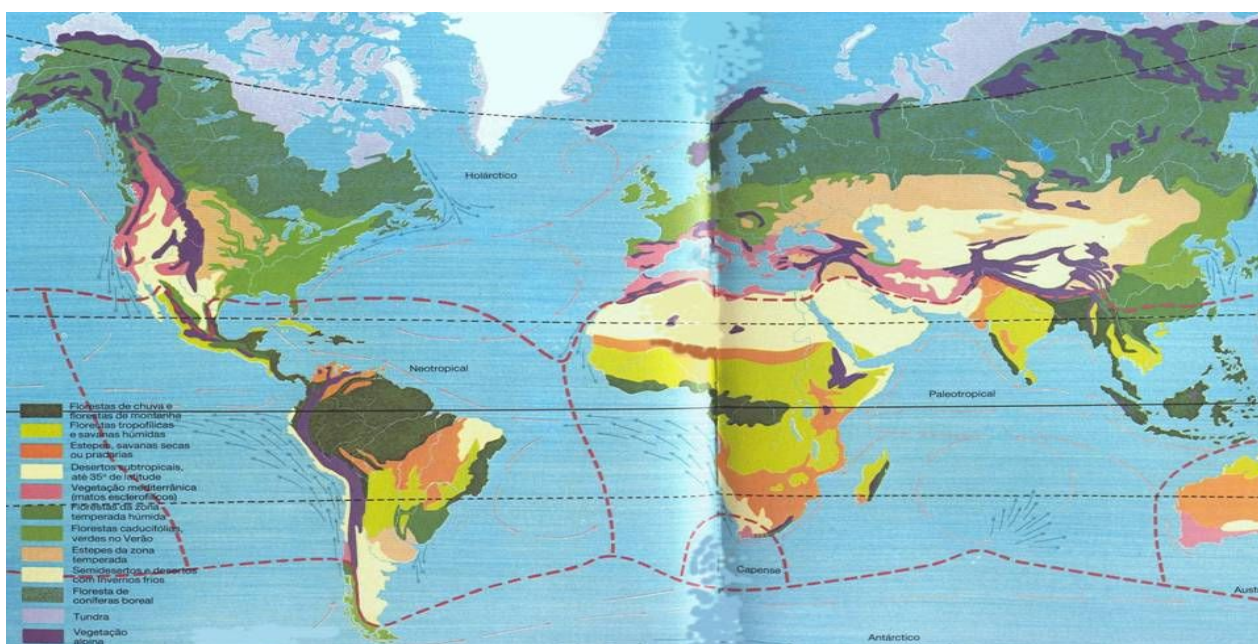 Holárctico
Neotropical
Paleotropical
Capense
Austr
Antárctico
Florestas de chuva e
florestas de montanha
Florestas tropofílicas
e savanas húmidas
Estepes, savanas secas
ou pradarias
Desertos subtropicais,
até 35° de latitude
Vegetação mediterrânica
(matos esclerofílicos)
Florestas da zona
temperada húmida
Florestas caducifólias,
verdes no Verão
Estepes da zona
temperada
Semidesertos e desertos
com Invernos frios
Floresta de
coníferas boreal
Tundra
Vegetação
alpina